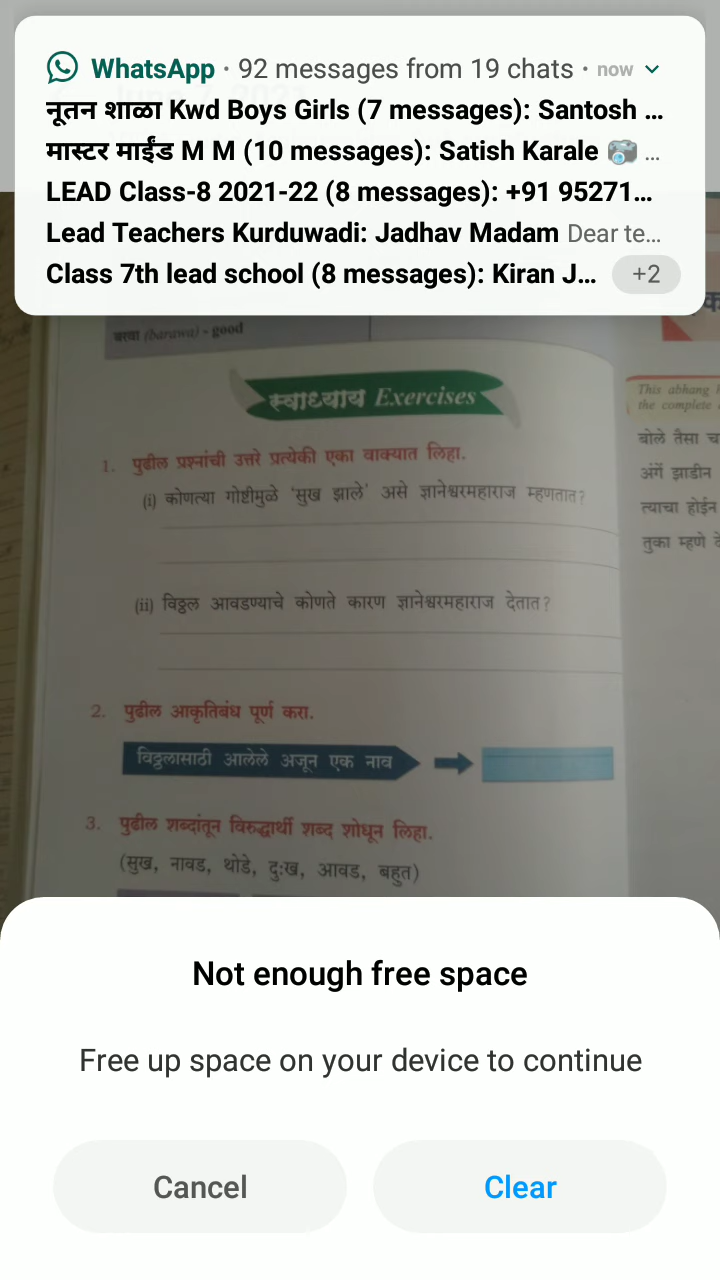 WhatsApp · 92 messages from 19 chats · now
नूतन शाळा Kwd Boys Girls (7 messages): Santosh ...
मास्टर माईंड M M (10 messages): Satish Karale 📷 ...
LEAD Class-8 2021-22 (8 messages): +91 95271...
Lead Teachers Kurduwadi: Jadhav Madam Dear te...
Class 7th lead school (8 messages): Kiran J... +2
बरवा (barawa) - good
स्वाध्याय Exercises
1. पुढील प्रश्नांची उत्तरे प्रत्येकी एका वाक्यात लिहा.
(i) कोणत्या गोष्टीमुळे 'सुख झाले' असे ज्ञानेश्वरमहाराज म्हणतात?
(ii) विठ्ठल आवडण्याचे कोणते कारण ज्ञानेश्वरमहाराज देतात?
2. पुढील आकृतिबंध पूर्ण करा.
विठ्ठलासाठी आलेले अजून एक नाव
3. पुढील शब्दांतून विरुद्धार्थी शब्द शोधून लिहा.
(सुख, नावड, थोडे, दुःख, आवड, बहुत)
This abhang
the complete
बोले तैसा
अंगें झाडीन
त्याचा होईन
तुका म्हणे
Not enough free space
Free up space on your device to continue
Cancel
Clear